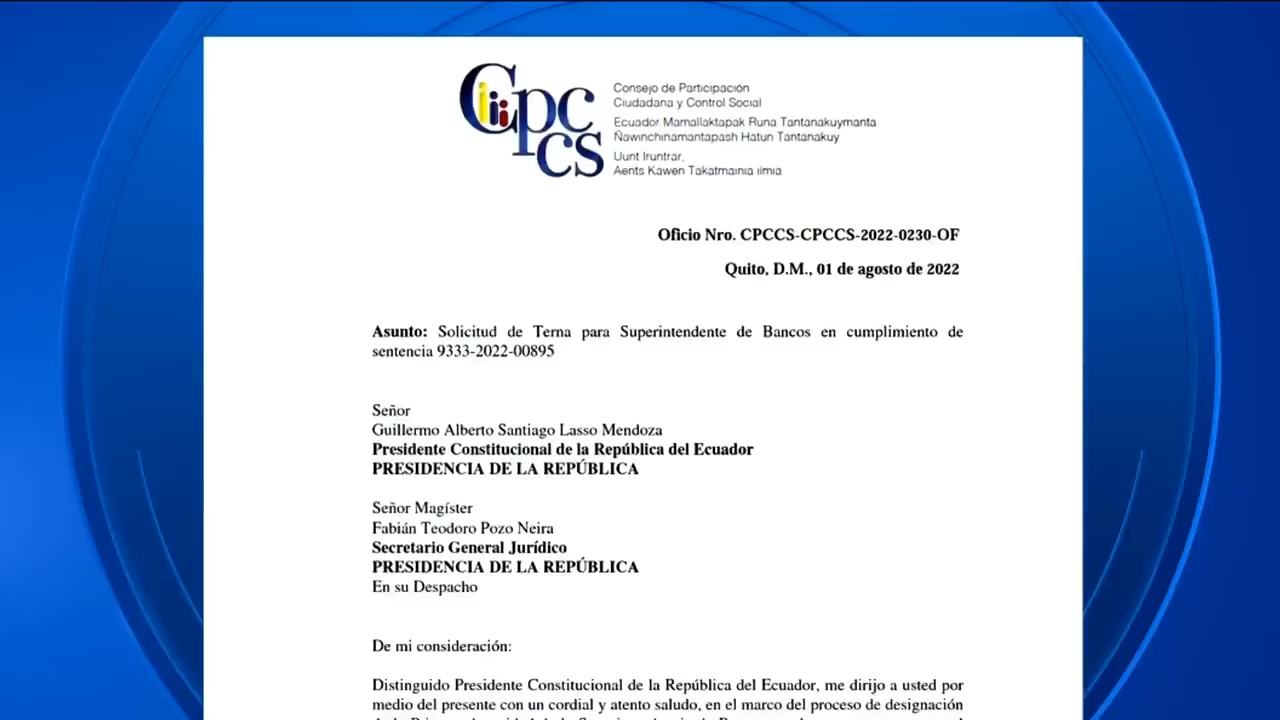 Cpccs
Consejo de Participación
Ciudadana y Control Social
Ecuador Mamallaktapak Runa Tantanakuymanta
Ñawinchinamantapash Hatun Tantanakuy
Uunt Iruntrar,
Aents Kawen Takatmainia iimia
Oficio Nro. CPCCS-CPCCS-2022-0230-OF
Quito, D.M., 01 de agosto de 2022
Asunto: Solicitud de Terna para Superintendente de Bancos en cumplimiento de
sentencia 9333-2022-00895
Señor
Guillermo Alberto Santiago Lasso Mendoza
Presidente Constitucional de la República del Ecuador
PRESIDENCIA DE LA REPÚBLICA
Señor Magíster
Fabián Teodoro Pozo Neira
Secretario General Jurídico
PRESIDENCIA DE LA REPÚBLICA
En su Despacho
De mi consideración:
Distinguido Presidente Constitucional de la República del Ecuador, me dirijo a usted por
medio del presente con un cordial y atento saludo, en el marco del proceso de designación